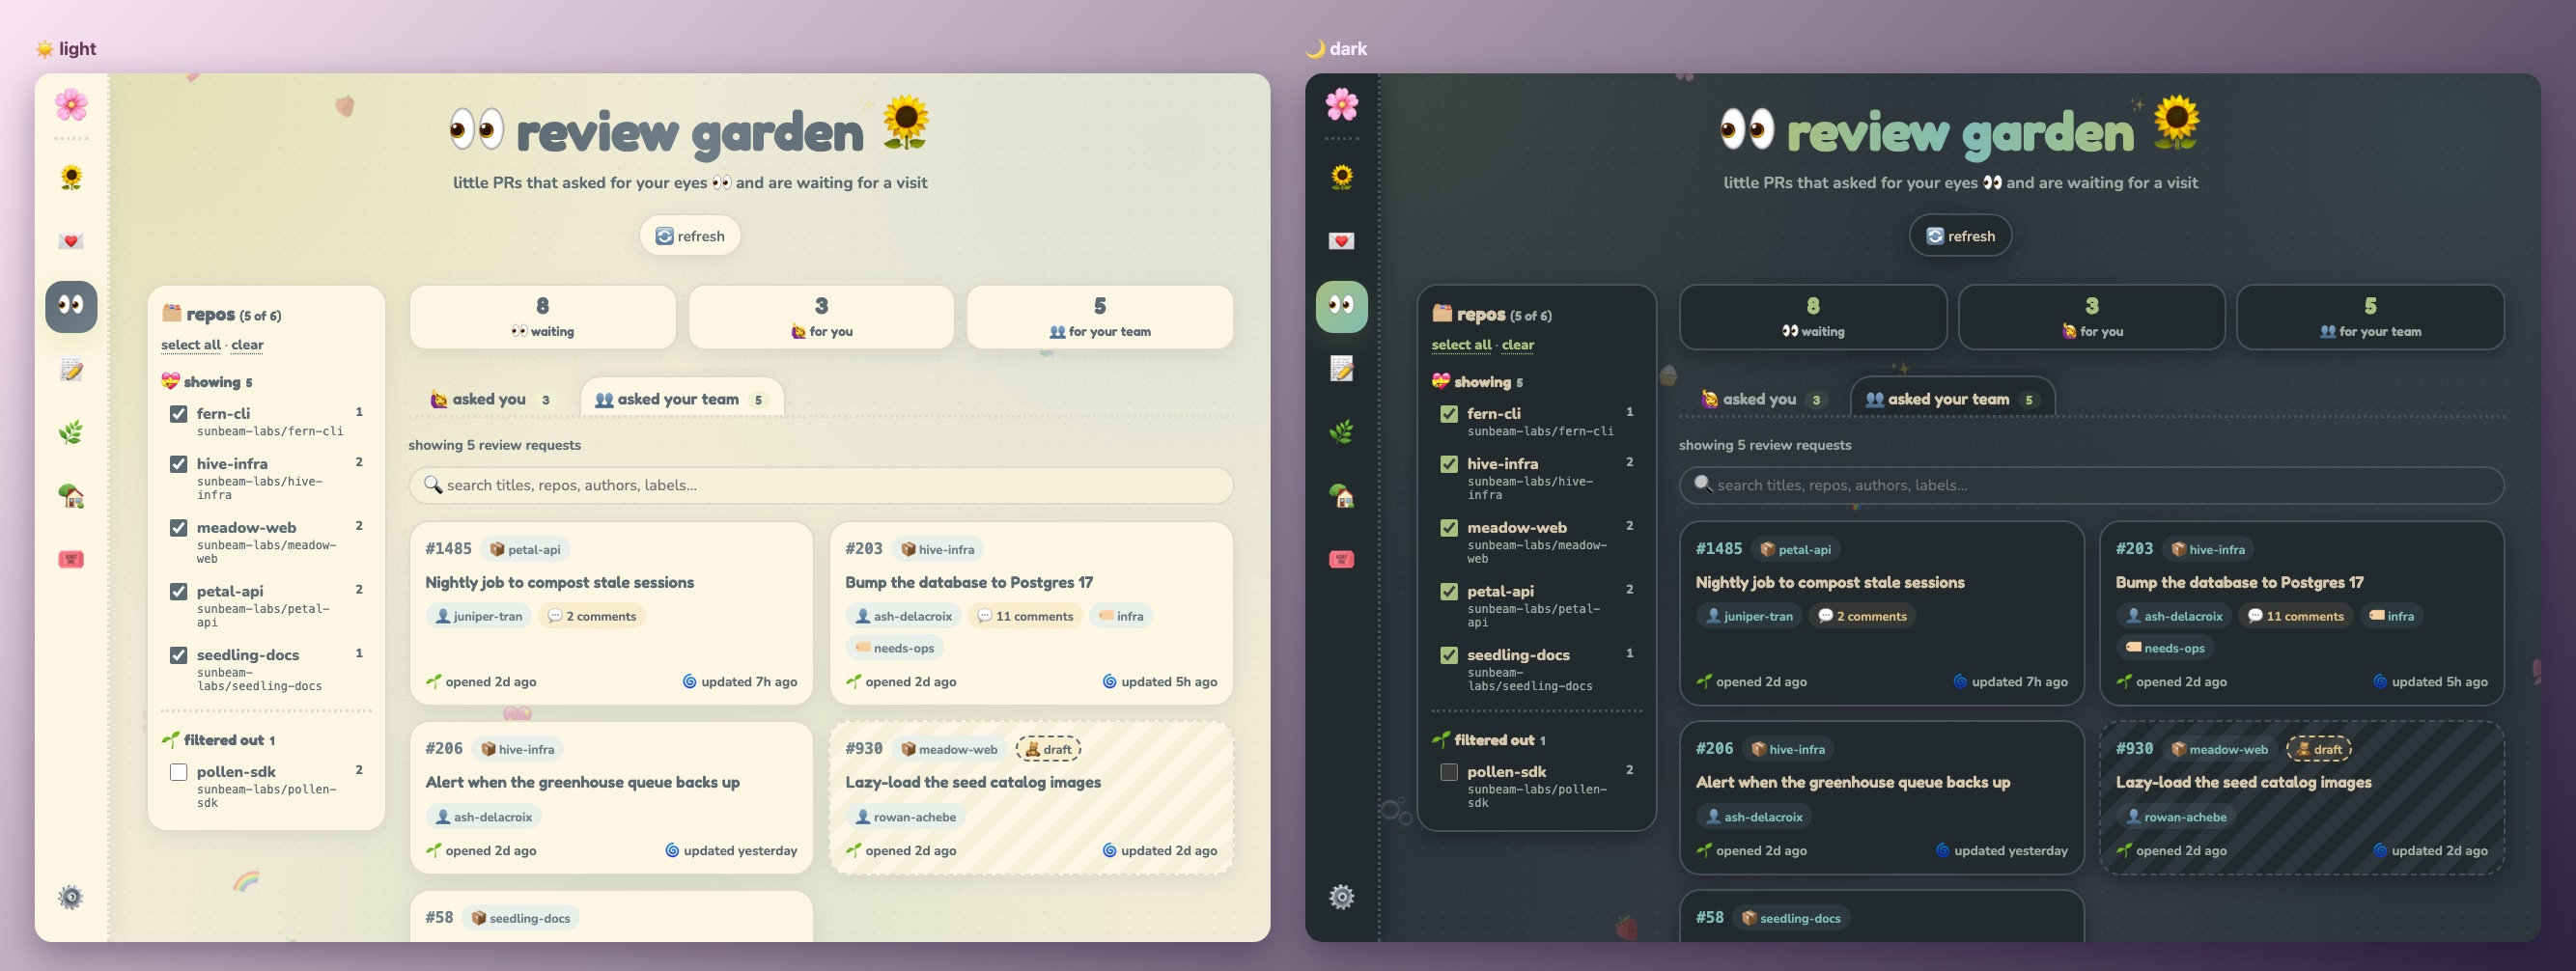 light
review garden
little PRs that asked for your eyes and are waiting for a visit
refresh
repos (5 of 6)
select all · clear
showing 5
fern-cli 1
sunbeam-labs/fern-cli
hive-infra 2
sunbeam-labs/hive-
infra
meadow-web 2
sunbeam-labs/meadow-
web
petal-api 2
sunbeam-labs/petal-
api
seedling-docs 1
sunbeam-
labs/seedling-docs
filtered out 1
pollen-sdk 2
sunbeam-labs/pollen-
sdk
8
waiting
3
for you
5
for your team
asked you 3
asked your team 5
showing 5 review requests
search titles, repos, authors, labels...
#1485 petal-api
Nightly job to compost stale sessions
juniper-tran 2 comments
opened 2d ago updated 7h ago
#203 hive-infra
Bump the database to Postgres 17
ash-delacroix 11 comments infra
needs-ops
opened 2d ago updated 5h ago
#206 hive-infra
Alert when the greenhouse queue backs up
ash-delacroix
opened 2d ago updated yesterday
#930 meadow-web draft
Lazy-load the seed catalog images
rowan-achebe
opened 2d ago updated 2d ago
#58 seedling-docs
dark
review garden
little PRs that asked for your eyes and are waiting for a visit
refresh
repos (5 of 6)
select all · clear
showing 5
fern-cli 1
sunbeam-labs/fern-cli
hive-infra 2
sunbeam-labs/hive-
infra
meadow-web 2
sunbeam-labs/meadow-
web
petal-api 2
sunbeam-labs/petal-
api
seedling-docs 1
sunbeam-
labs/seedling-docs
filtered out 1
pollen-sdk 2
sunbeam-labs/pollen-
sdk
8
waiting
3
for you
5
for your team
asked you 3
asked your team 5
showing 5 review requests
search titles, repos, authors, labels...
#1485 petal-api
Nightly job to compost stale sessions
juniper-tran 2 comments
opened 2d ago updated 7h ago
#203 hive-infra
Bump the database to Postgres 17
ash-delacroix 11 comments infra
needs-ops
opened 2d ago updated 5h ago
#206 hive-infra
Alert when the greenhouse queue backs up
ash-delacroix
opened 2d ago updated yesterday
#930 meadow-web draft
Lazy-load the seed catalog images
rowan-achebe
opened 2d ago updated 2d ago
#58 seedling-docs